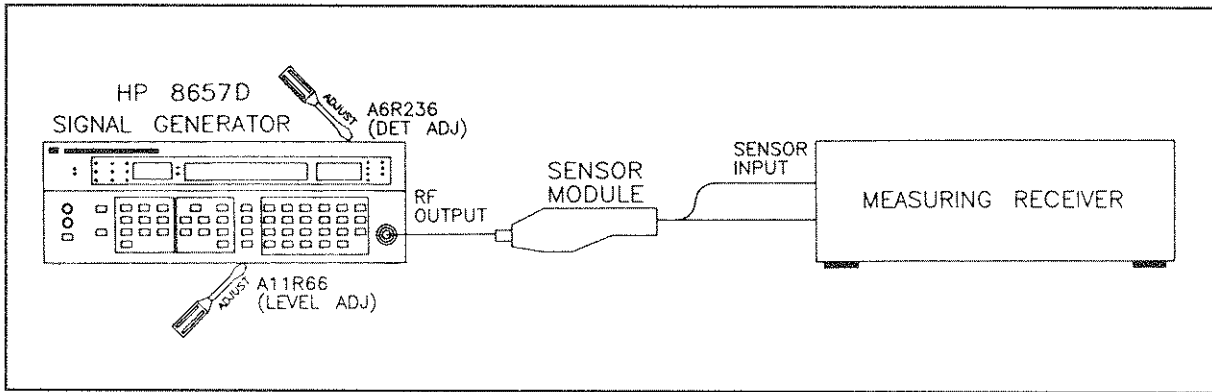 HP 8657D
SIGNAL GENERATOR
ADJUST
A6R236
(DET ADJ)
RF
OUTPUT
SENSOR
MODULE
SENSOR
INPUT
MEASURING RECEIVER
ADJUST
A11R66
(LEVEL ADJ)